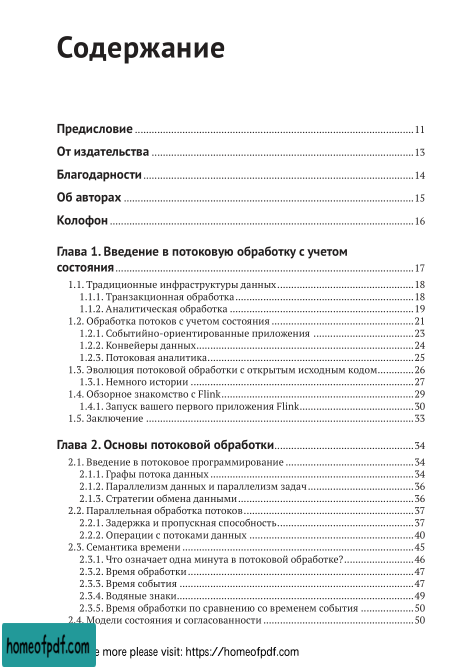 Содержание
Предисловие 11
От издательства 13
Благодарности 14
Об авторах 15
Колофон 16
Глава 1. Введение в потоковую обработку с учетом
состояния 17
1.1. Традиционные инфраструктуры данных 18
1.1.1. Транзакционная обработка 18
1.1.2. Аналитическая обработка 19
1.2. Обработка потоков с учетом состояния 21
1.2.1. Событийно-ориентированные приложения 23
1.2.2. Конвейеры данных 24
1.2.3. Потоковая аналитика 25
1.3. Эволюция потоковой обработки с открытым исходным кодом 26
1.3.1. Немного истории 27
1.4. Обзорное знакомство с Flink 29
1.4.1. Запуск вашего первого приложения Flink 30
1.5. Заключение 33
Глава 2. Основы потоковой обработки 34
2.1. Введение в потоковое программирование 34
2.1.1. Графы потока данных 34
2.1.2. Параллелизм данных и параллелизм задач 36
2.1.3. Стратегии обмена данными 36
2.2. Параллельная обработка потоков 37
2.2.1. Задержка и пропускная способность 37
2.2.2. Операции с потоками данных 40
2.3. Семантика времени 45
2.3.1. Что означает одна минута в потоковой обработке? 46
2.3.2. Время обработки 47
2.3.3. Время события 47
2.3.4. Водяные знаки 49
2.3.5. Время обработки по сравнению со временем события 50
2.4. Модели состояния и согласованности 50
homeofpdf.com
e more please visit: https://homeofpdf.com